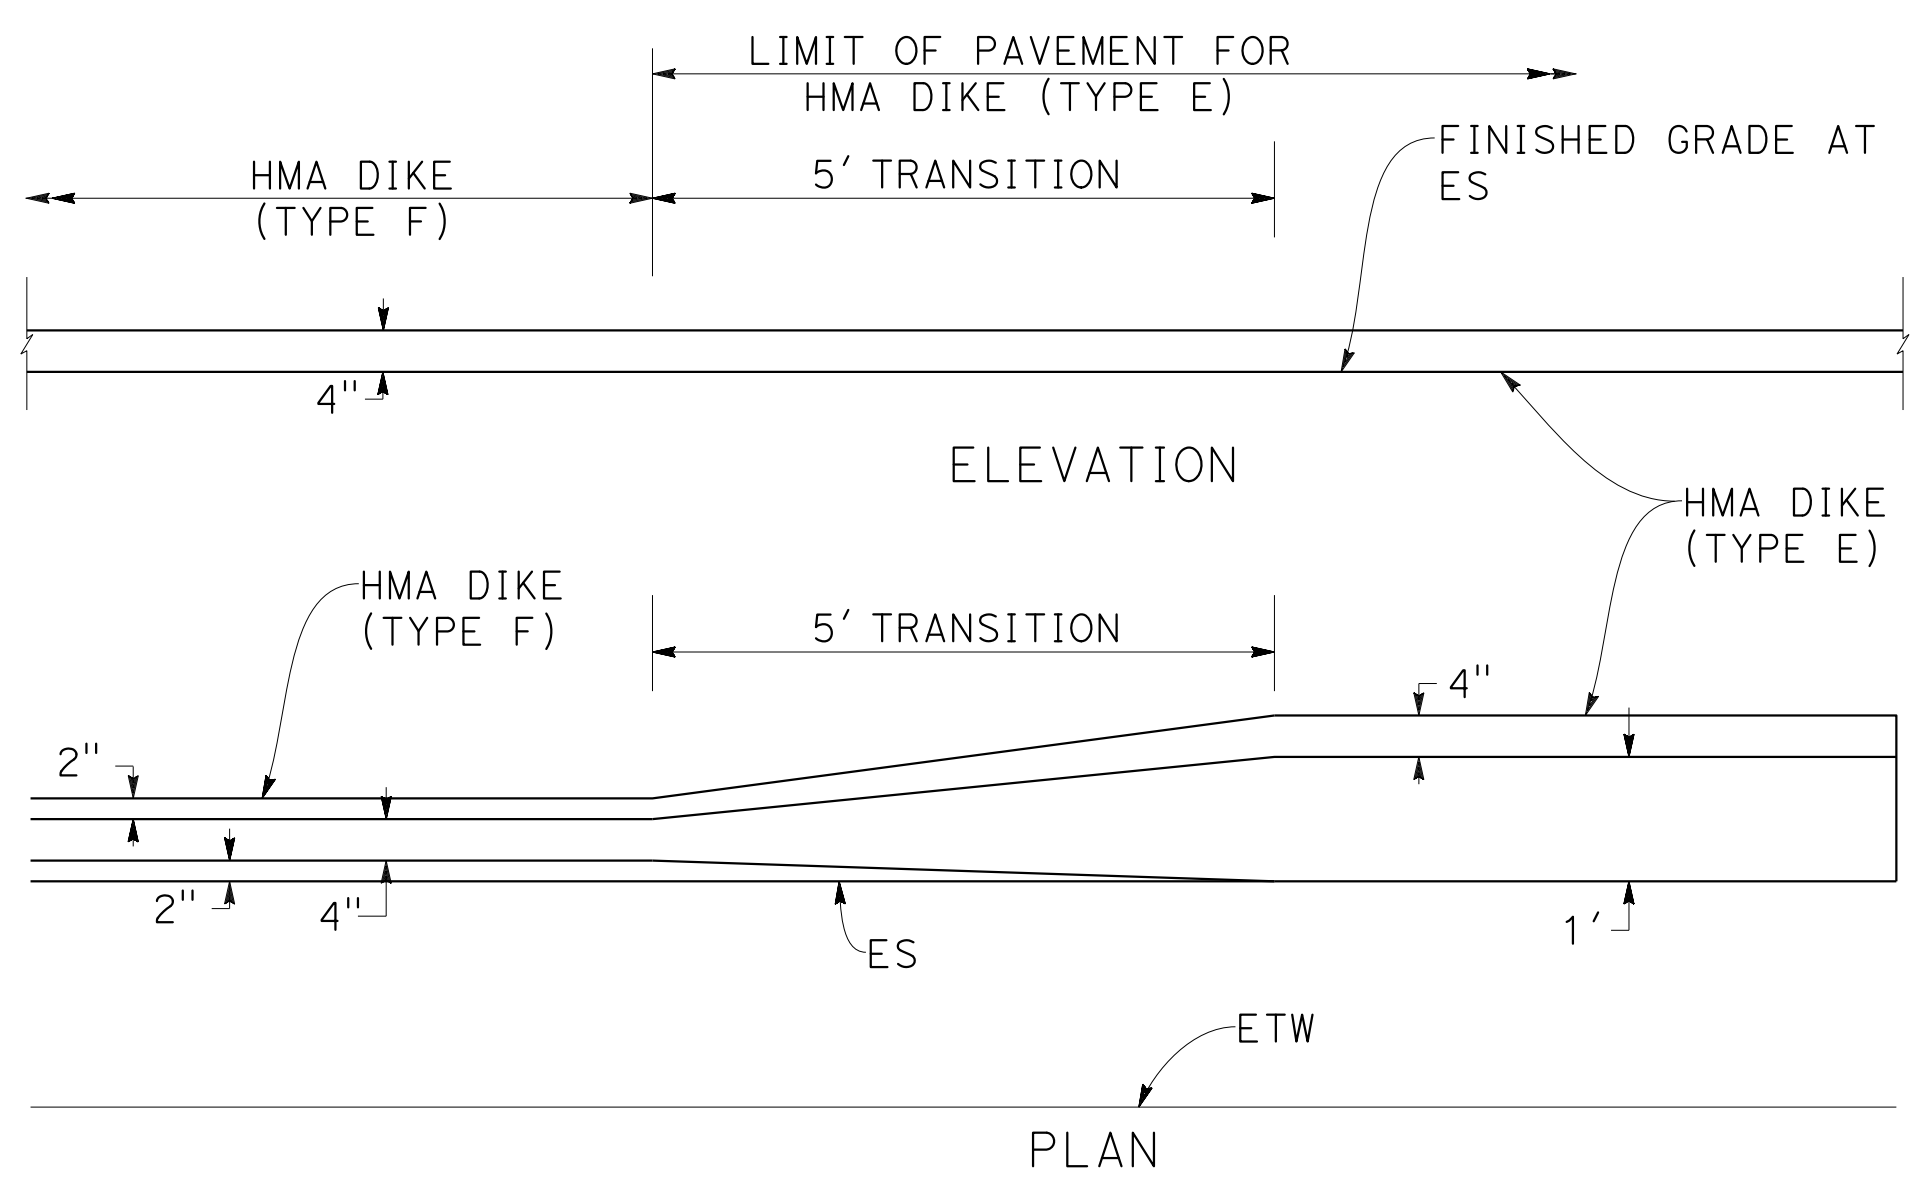 LIMIT OF PAVEMENT FOR
HMA DIKE (TYPE E)
FINISHED GRADE AT
ES
HMA DIKE
(TYPE F)
5' TRANSITION
4"
ELEVATION
HMA DIKE
(TYPE E)
HMA DIKE
(TYPE F)
5' TRANSITION
4"
2"
2"
4"
1'
ES
ETW
PLAN